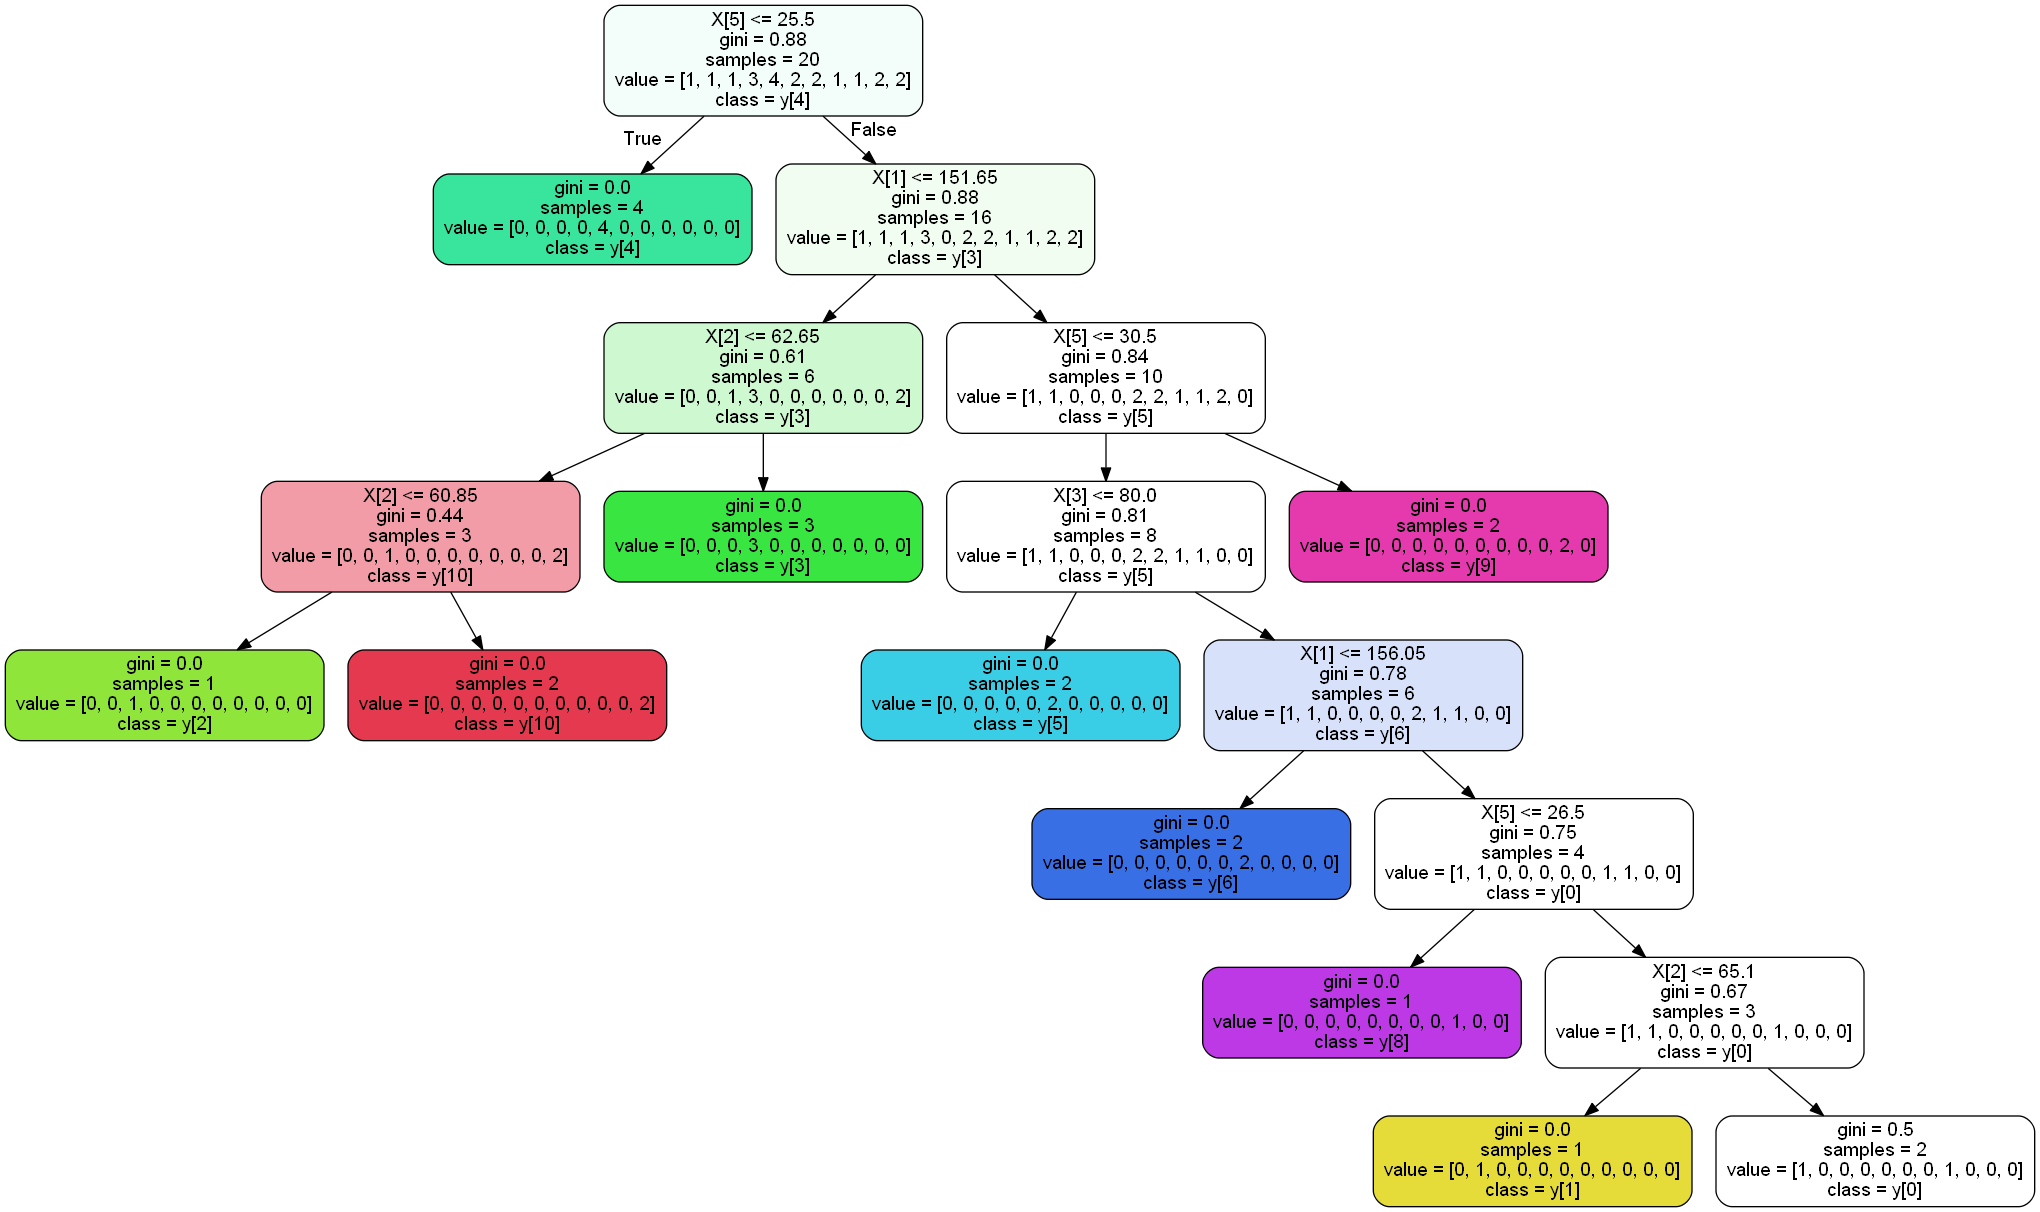 X[5] <= 25.5
gini = 0.88
samples = 20
value = [1, 1, 1, 3, 4, 2, 2, 1, 1, 2, 2]
class = y[4]
True
False
gini = 0.0
samples = 4
value = [0, 0, 0, 0, 4, 0, 0, 0, 0, 0, 0]
class = y[4]
X[1] <= 151.65
gini = 0.88
samples = 16
value = [1, 1, 1, 3, 0, 2, 2, 1, 1, 2, 2]
class = y[3]
X[2] <= 62.65
gini = 0.61
samples = 6
value = [0, 0, 1, 3, 0, 0, 0, 0, 0, 0, 2]
class = y[3]
X[5] <= 30.5
gini = 0.84
samples = 10
value = [1, 1, 0, 0, 0, 2, 2, 1, 1, 2, 0]
class = y[5]
X[2] <= 60.85
gini = 0.44
samples = 3
value = [0, 0, 1, 0, 0, 0, 0, 0, 0, 0, 2]
class = y[10]
gini = 0.0
samples = 3
value = [0, 0, 0, 3, 0, 0, 0, 0, 0, 0, 0]
class = y[3]
X[3] <= 80.0
gini = 0.81
samples = 8
value = [1, 1, 0, 0, 0, 2, 2, 1, 1, 0, 0]
class = y[5]
gini = 0.0
samples = 2
value = [0, 0, 0, 0, 0, 0, 0, 0, 0, 2, 0]
class = y[9]
gini = 0.0
samples = 1
value = [0, 0, 1, 0, 0, 0, 0, 0, 0, 0, 0]
class = y[2]
gini = 0.0
samples = 2
value = [0, 0, 0, 0, 0, 0, 0, 0, 0, 0, 2]
class = y[10]
gini = 0.0
samples = 2
value = [0, 0, 0, 0, 0, 2, 0, 0, 0, 0, 0]
class = y[5]
X[1] <= 156.05
gini = 0.78
samples = 6
value = [1, 1, 0, 0, 0, 0, 2, 1, 1, 0, 0]
class = y[6]
gini = 0.0
samples = 2
value = [0, 0, 0, 0, 0, 0, 2, 0, 0, 0, 0]
class = y[6]
X[5] <= 26.5
gini = 0.75
samples = 4
value = [1, 1, 0, 0, 0, 0, 0, 1, 1, 0, 0]
class = y[0]
gini = 0.0
samples = 1
value = [0, 0, 0, 0, 0, 0, 0, 0, 1, 0, 0]
class = y[8]
X[2] <= 65.1
gini = 0.67
samples = 3
value = [1, 1, 0, 0, 0, 0, 0, 1, 0, 0, 0]
class = y[0]
gini = 0.0
samples = 1
value = [0, 1, 0, 0, 0, 0, 0, 0, 0, 0, 0]
class = y[1]
gini = 0.5
samples = 2
value = [1, 0, 0, 0, 0, 0, 0, 1, 0, 0, 0]
class = y[0]